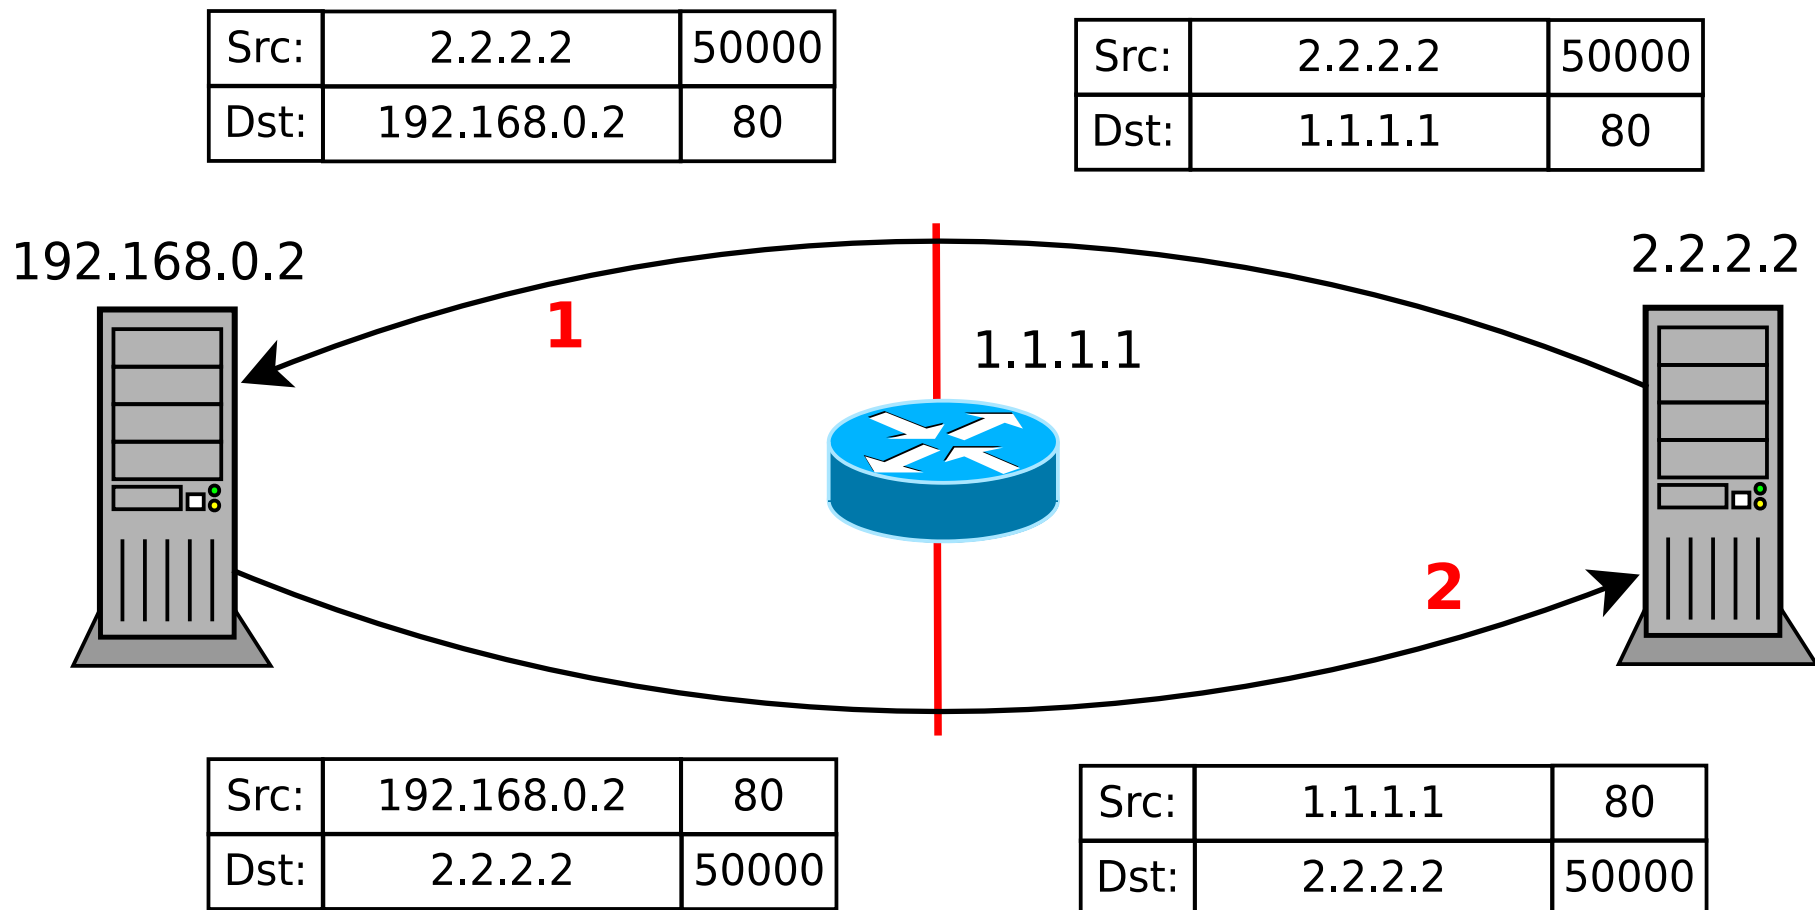 Src: 2.2.2.2 50000
Dst: 192.168.0.2 80
Src: 2.2.2.2 50000
Dst: 1.1.1.1 80
192.168.0.2
2.2.2.2
1
1.1.1.1
2
Src: 192.168.0.2 80
Dst: 2.2.2.2 50000
Src: 1.1.1.1 80
Dst: 2.2.2.2 50000